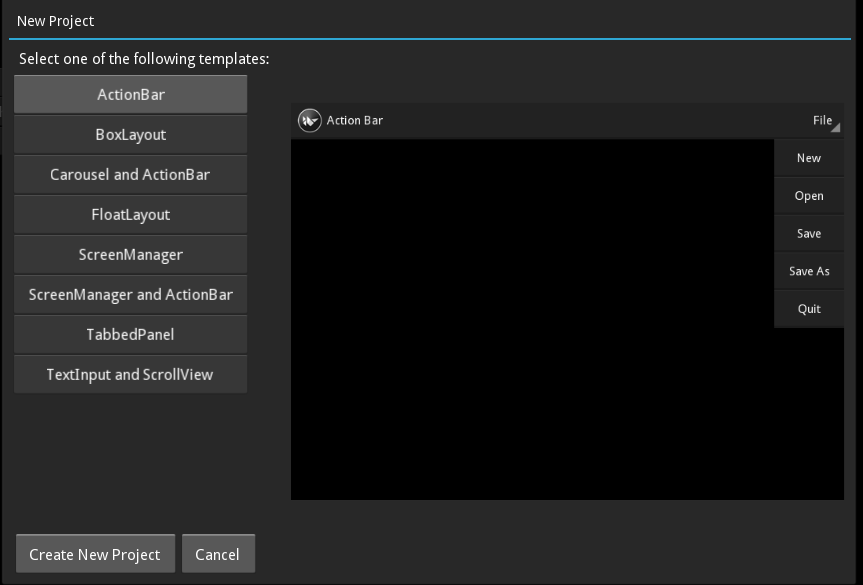 New Project
Select one of the following templates:
ActionBar
BoxLayout
Carousel and ActionBar
FloatLayout
ScreenManager
ScreenManager and ActionBar
TabbedPanel
TextInput and ScrollView
Action Bar
File
New
Open
Save
Save As
Quit
Create New Project
Cancel